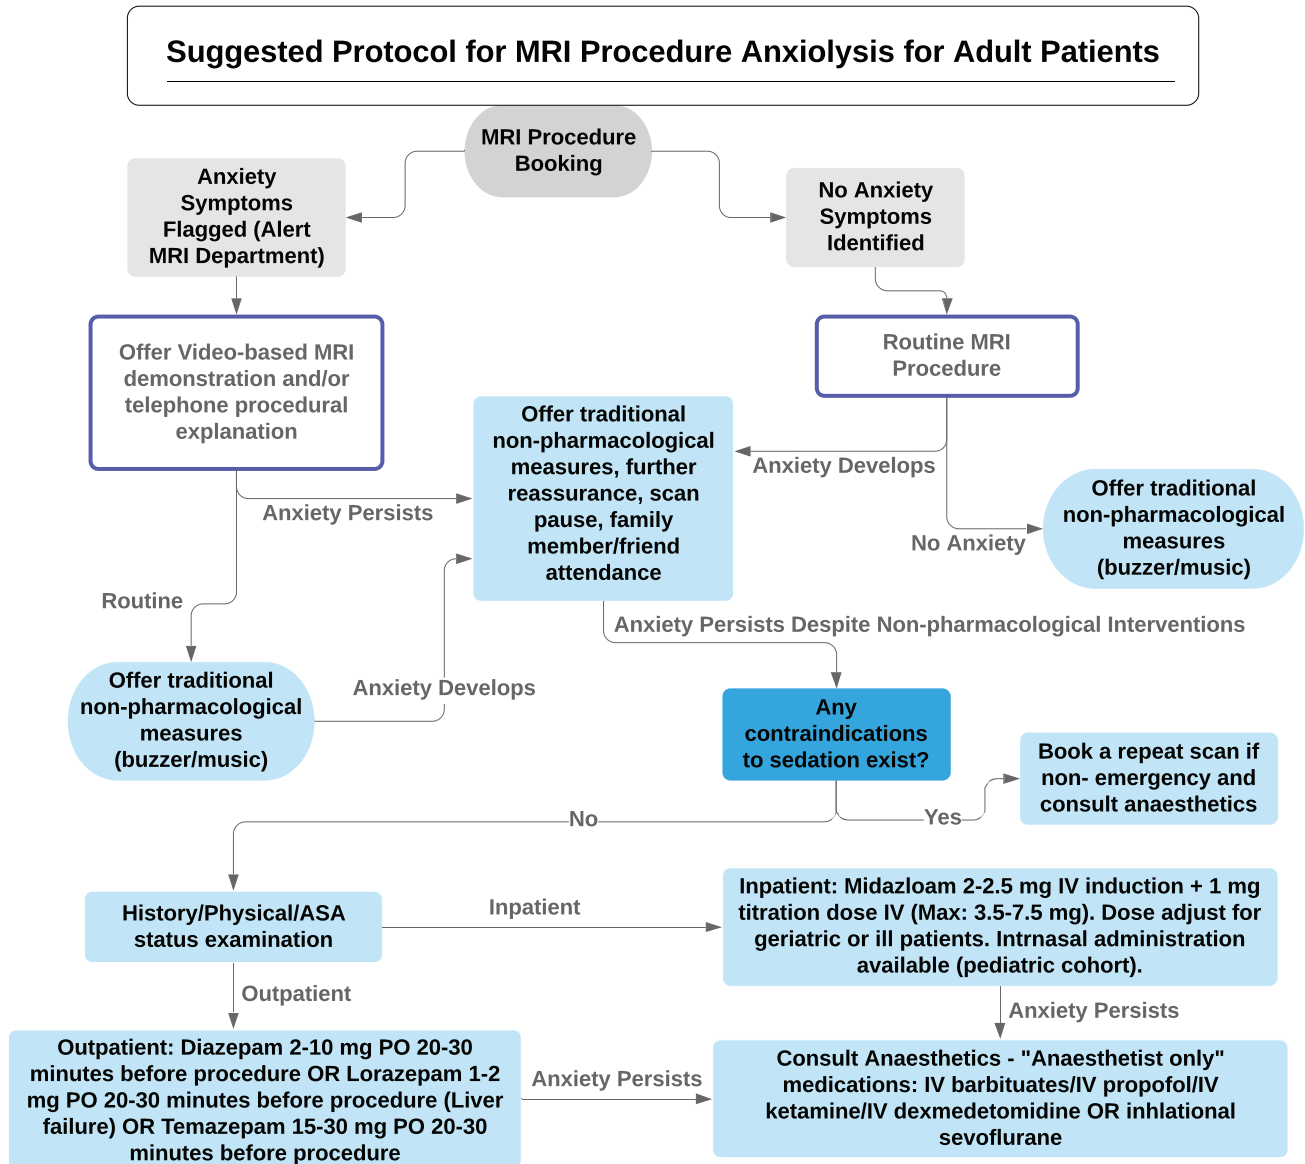 Suggested Protocol for MRI Procedure Anxiolysis for Adult Patients
MRI Procedure
Booking
Anxiety
Symptoms
Flagged (Alert
MRI Department)
No Anxiety
Symptoms
Identified
Offer Video-based MRI
demonstration and/or
telephone procedural
explanation
Routine MRI
Procedure
Offer traditional
non-pharmacological
measures, further
reassurance, scan
pause, family
member/friend
attendance
Anxiety Develops
Anxiety Persists
No Anxiety
Offer traditional
non-pharmacological
measures
(buzzer/music)
Routine
Anxiety Persists Despite Non-pharmacological Interventions
Offer traditional
non-pharmacological
measures
(buzzer/music)
Anxiety Develops
Any
contraindications
to sedation exist?
Book a repeat scan if
non- emergency and
consult anaesthetics
No
Yes
History/Physical/ASA
status examination
Inpatient
Inpatient: Midazloam 2-2.5 mg IV induction + 1 mg
titration dose IV (Max: 3.5-7.5 mg). Dose adjust for
geriatric or ill patients. Intrnasal administration
available (pediatric cohort).
Outpatient
Anxiety Persists
Outpatient: Diazepam 2-10 mg PO 20-30
minutes before procedure OR Lorazepam 1-2
mg PO 20-30 minutes before procedure (Liver
failure) OR Temazepam 15-30 mg PO 20-30
minutes before procedure
Anxiety Persists
Consult Anaesthetics - "Anaesthetist only"
medications: IV barbituates/IV propofol/IV
ketamine/IV dexmedetomidine OR inhlational
sevoflurane